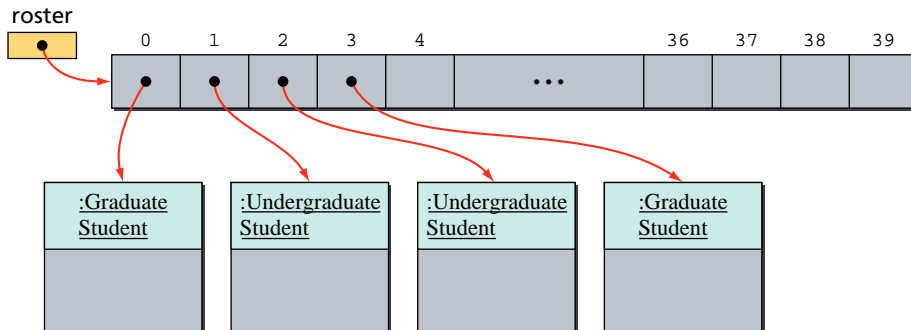 roster
0 1 2 3 4 ... 36 37 38 39
:Graduate
Student
:Undergraduate
Student
:Undergraduate
Student
:Graduate
Student